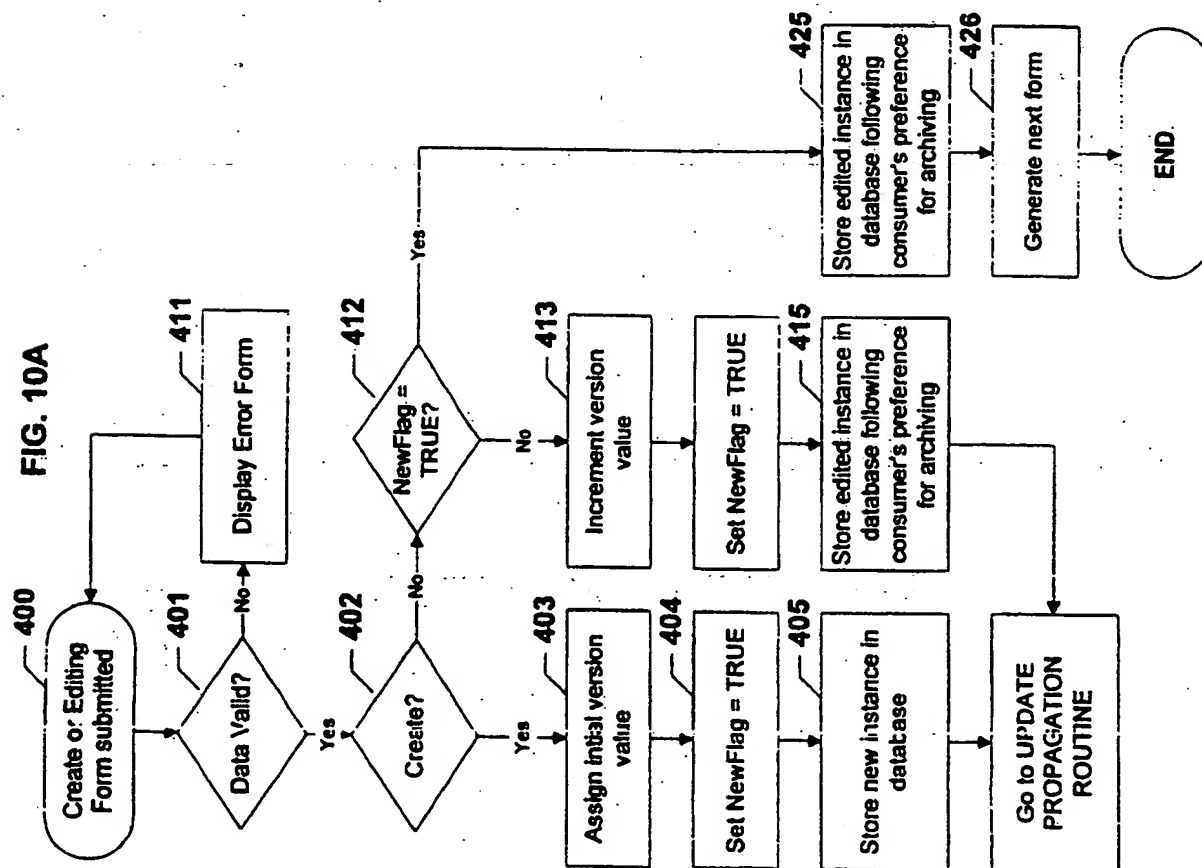 FIG. 10A
400
Create or Editing
Form submitted
401
Data Valid?
No
411
Display Error Form
Yes
402
Create?
No
412
NewFlag =
TRUE?
Yes
Yes
403
Assign initial version
value
404
Set NewFlag = TRUE
405
Store new instance in
database
Go to UPDATE
PROPAGATION
ROUTINE
No
413
Increment version
value
Set NewFlag = TRUE
415
Store edited instance in
database following
consumer's preference
for archiving
425
Store edited instance in
database following
consumer's preference
for archiving
426
Generate next form
END